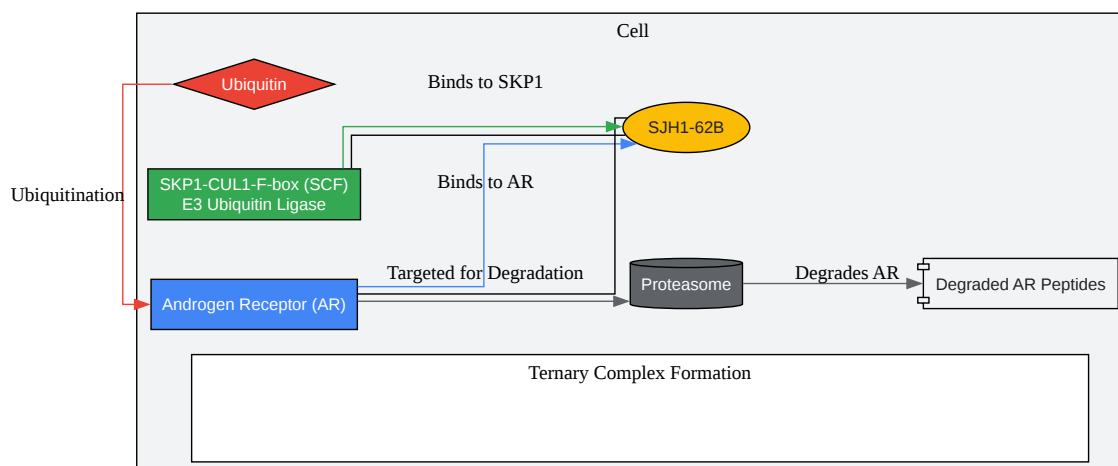 Cell
Ubiquitin
Binds to SKP1
SJH1-62B
SKP1-CUL1-F-box (SCF)
E3 Ubiquitin Ligase
Binds to AR
Ubiquitination
Targeted for Degradation
Proteasome
Degrades AR
Degraded AR Peptides
Androgen Receptor (AR)
Ternary Complex Formation